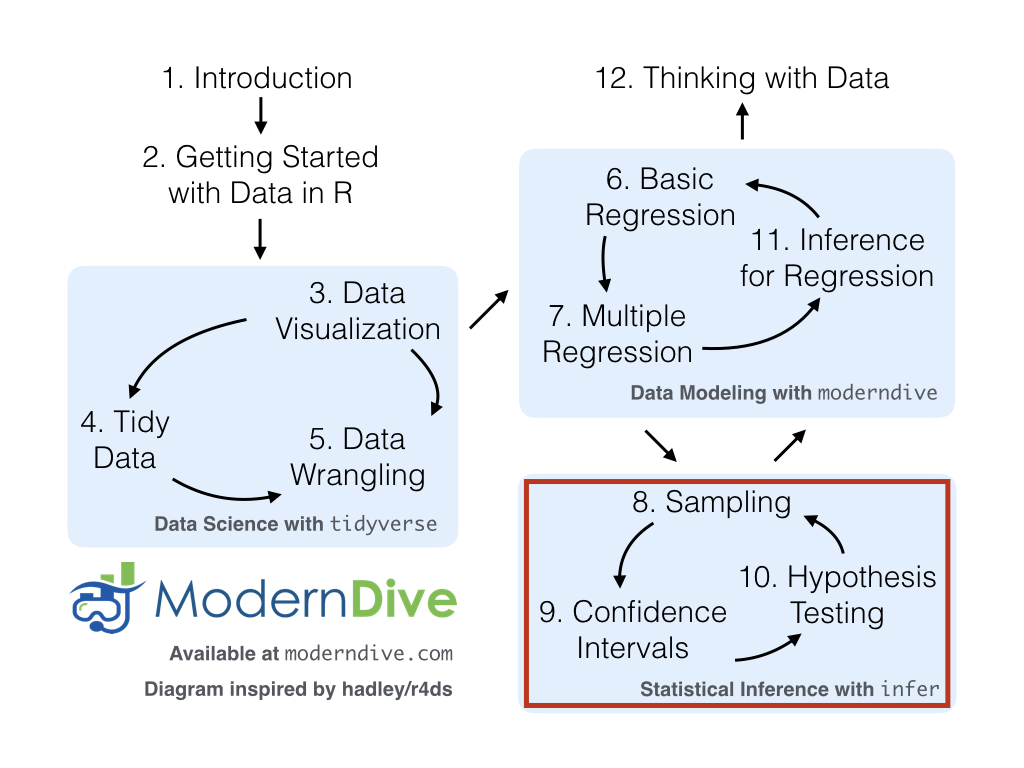 1. Introduction
2. Getting Started
with Data in R
3. Data
Visualization
4. Tidy
Data
5. Data
Wrangling
Data Science with tidyverse
ModernDive
Available at moderndive.com
Diagram inspired by hadley/r4ds
12. Thinking with Data
6. Basic
Regression
11. Inference
for Regression
7. Multiple
Regression
Data Modeling with moderndive
8. Sampling
10. Hypothesis
Testing
9. Confidence
Intervals
Statistical Inference with infer